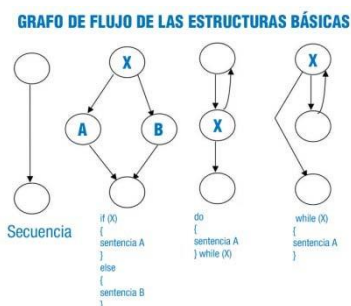 GRAFO DE FLUJO DE LAS ESTRUCTURAS BÁSICAS
X
A
B
X
X
Secuencia
if (X)
{
sentencia A
}
else
{
sentencia B
}
do
{
sentencia A
} while (X)
while (X)
{
sentencia A
}